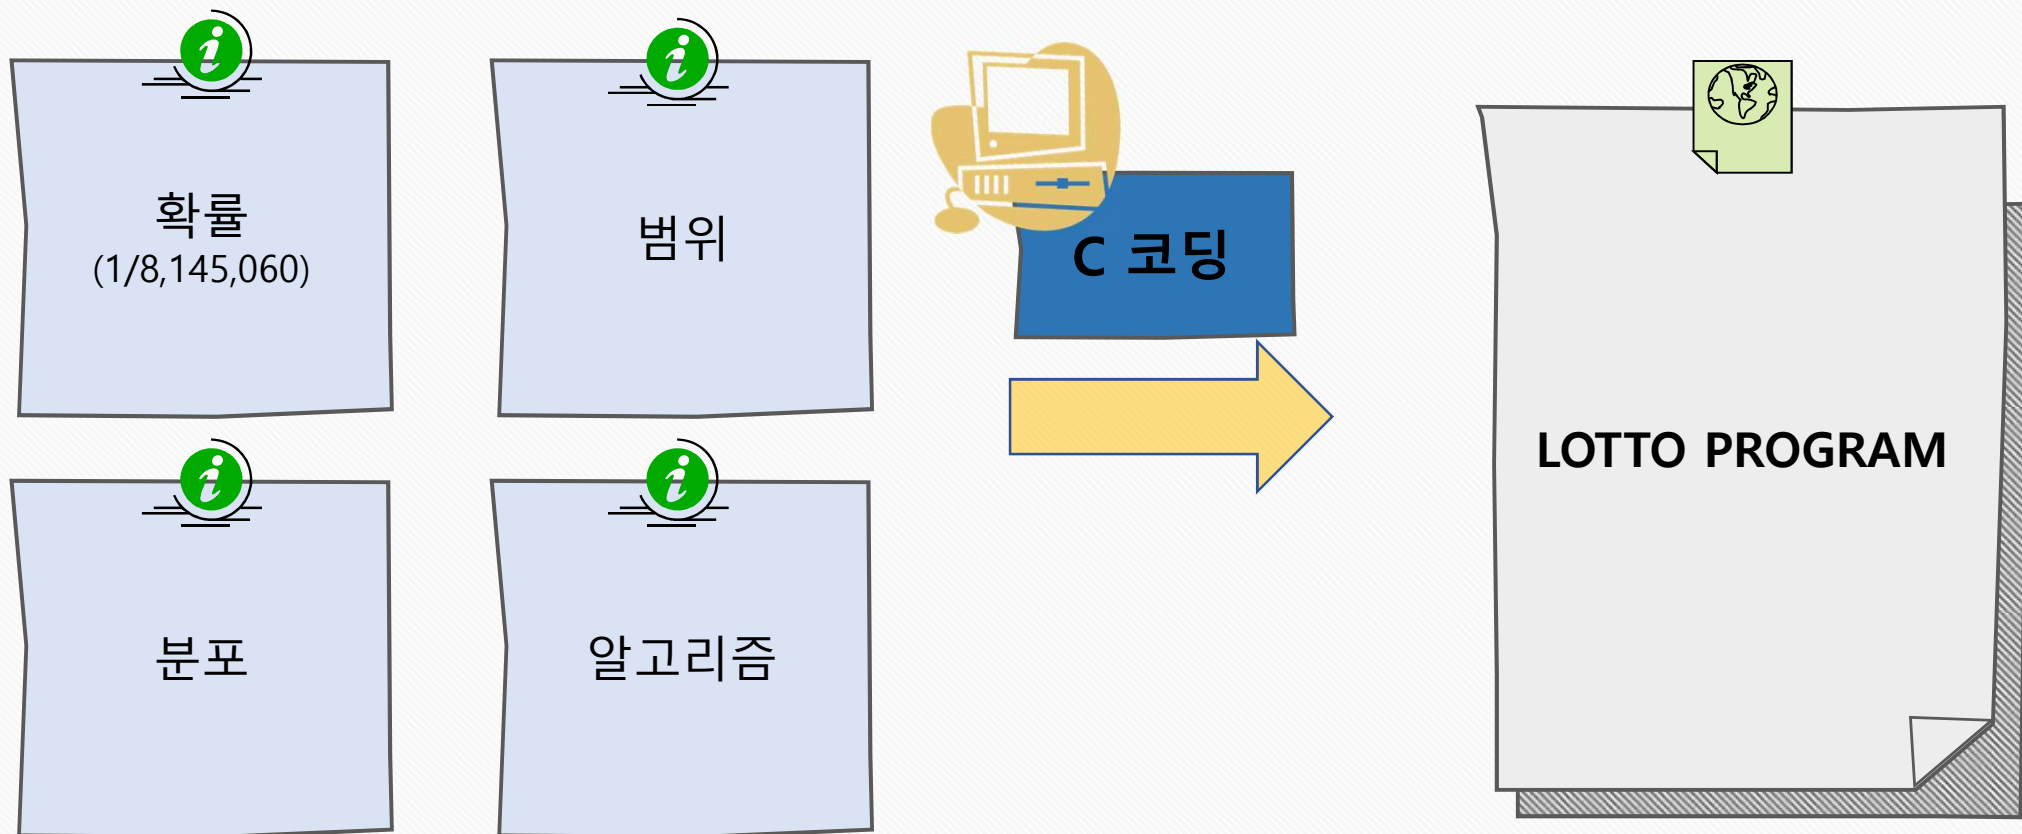 확률
(1/8,145,060)
범위
C 코딩
LOTTO PROGRAM
분포
알고리즘